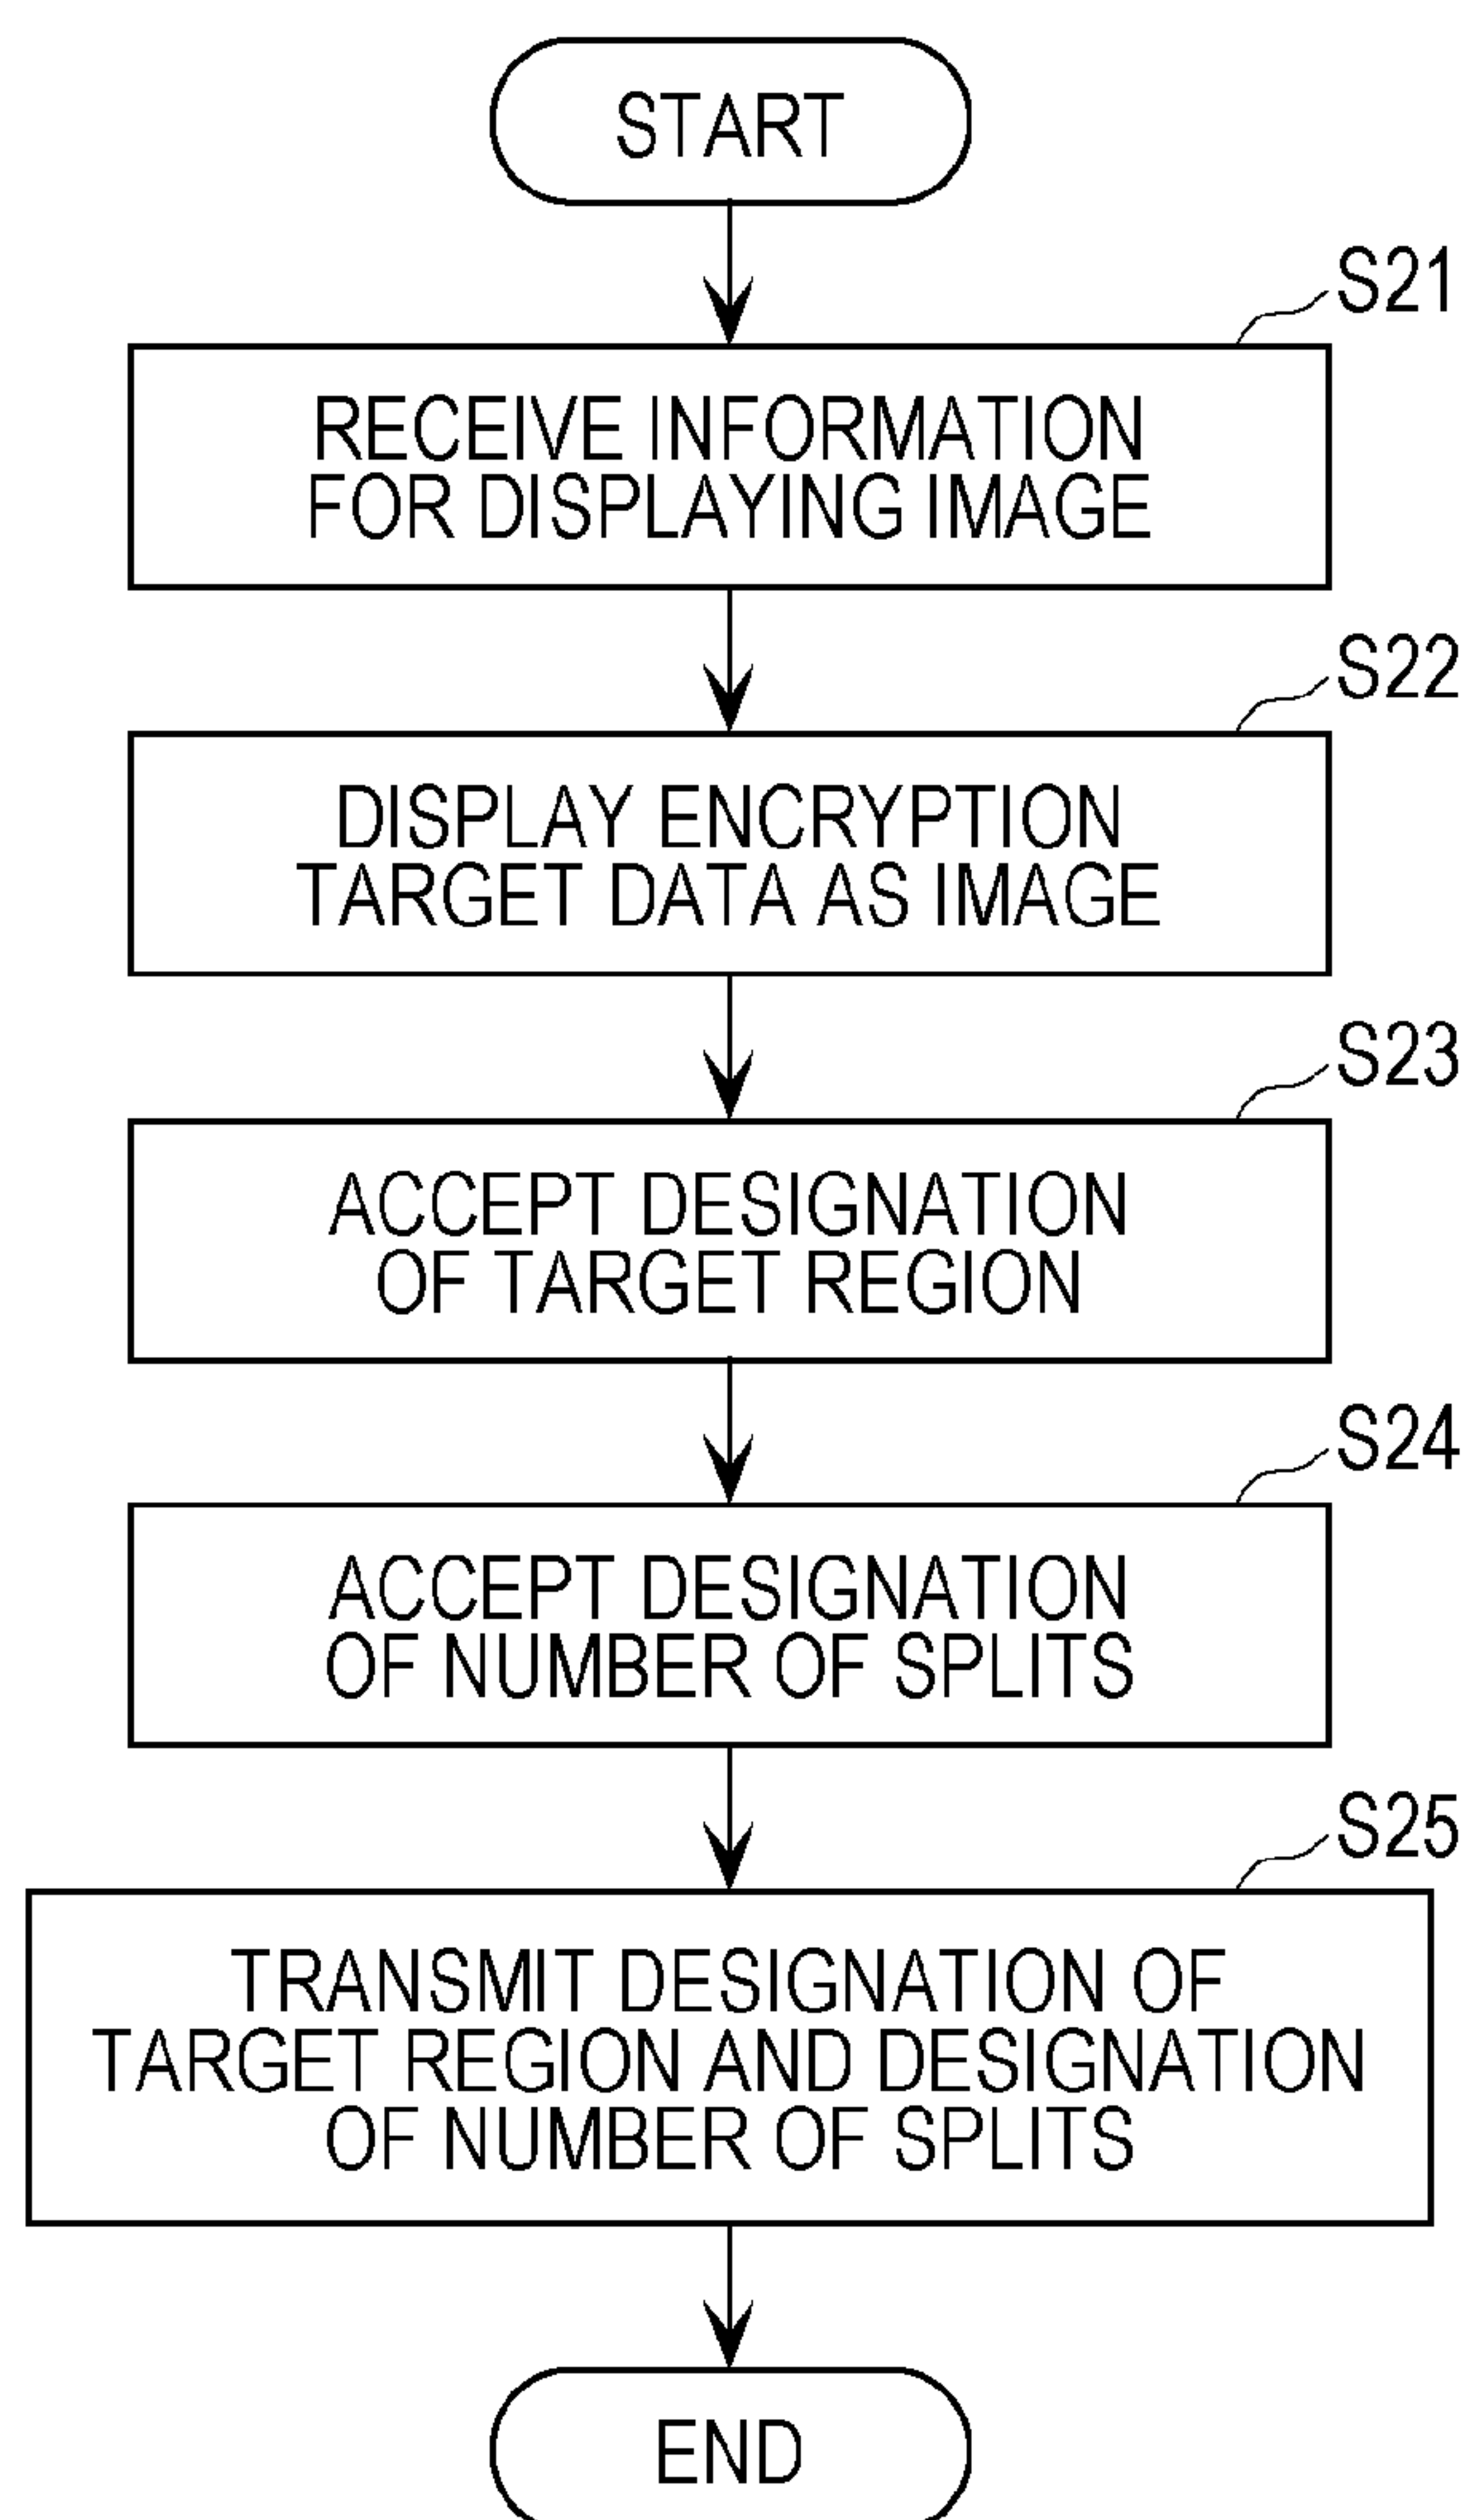 START
S21
RECEIVE INFORMATION
FOR DISPLAYING IMAGE
S22
DISPLAY ENCRYPTION
TARGET DATA AS IMAGE
S23
ACCEPT DESIGNATION
OF TARGET REGION
S24
ACCEPT DESIGNATION
OF NUMBER OF SPLITS
S25
TRANSMIT DESIGNATION OF
TARGET REGION AND DESIGNATION
OF NUMBER OF SPLITS
END